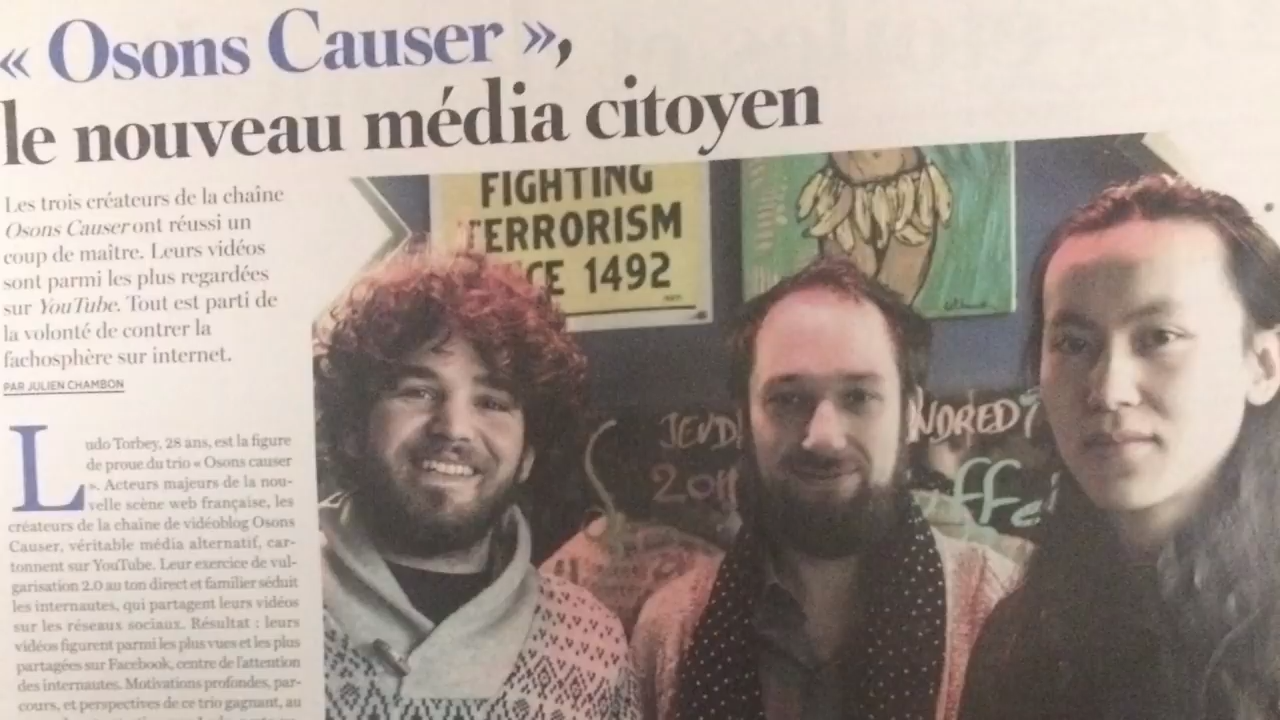 « Osons Causer »,
le nouveau média citoyen
Les trois créateurs de la chaîne
Osons Causer ont réussi un
coup de maître. Leurs vidéos
sont parmi les plus regardées
sur YouTube. Tout est parti de
la volonté de contrer la
fachosphère sur internet.
PAR JULIEN CHAMBON
Ludo Torbey, 28 ans, est la figure
de proue du trio « Osons causer
». Acteurs majeurs de la nou-
velle scène web française, les
créateurs de la chaîne de vidéoblog Osons
Causer, véritable média alternatif, car-
tonnent sur YouTube. Leur exercice de vul-
garisation 2.0 au ton direct et familier séduit
les internautes, qui partagent leurs vidéos
sur les réseaux sociaux. Résultat : leurs
vidéos figurent parmi les plus vues et les plus
partagées sur Facebook, centre de l'attention
des internautes. Motivations profondes, par-
cours, et perspectives de ce trio gagnant, au
FIGHTING
TERRORISM
CE 1492
JEUD
NDREDI
20H